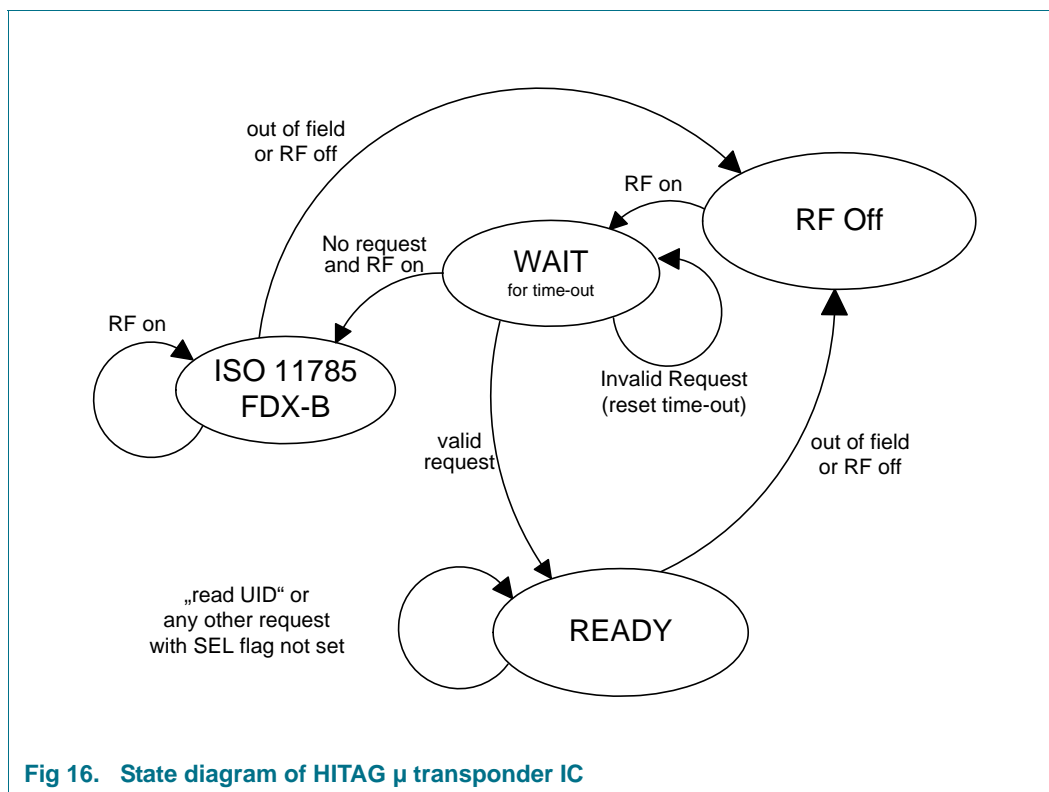 out of field
or RF off
RF on
RF Off
No request
and RF on
WAIT
for time-out
RF on
ISO 11785
FDX-B
Invalid Request
(reset time-out)
valid
request
out of field
or RF off
„read UID“ or
any other request
with SEL flag not set
READY
Fig 16. State diagram of HITAG μ transponder IC